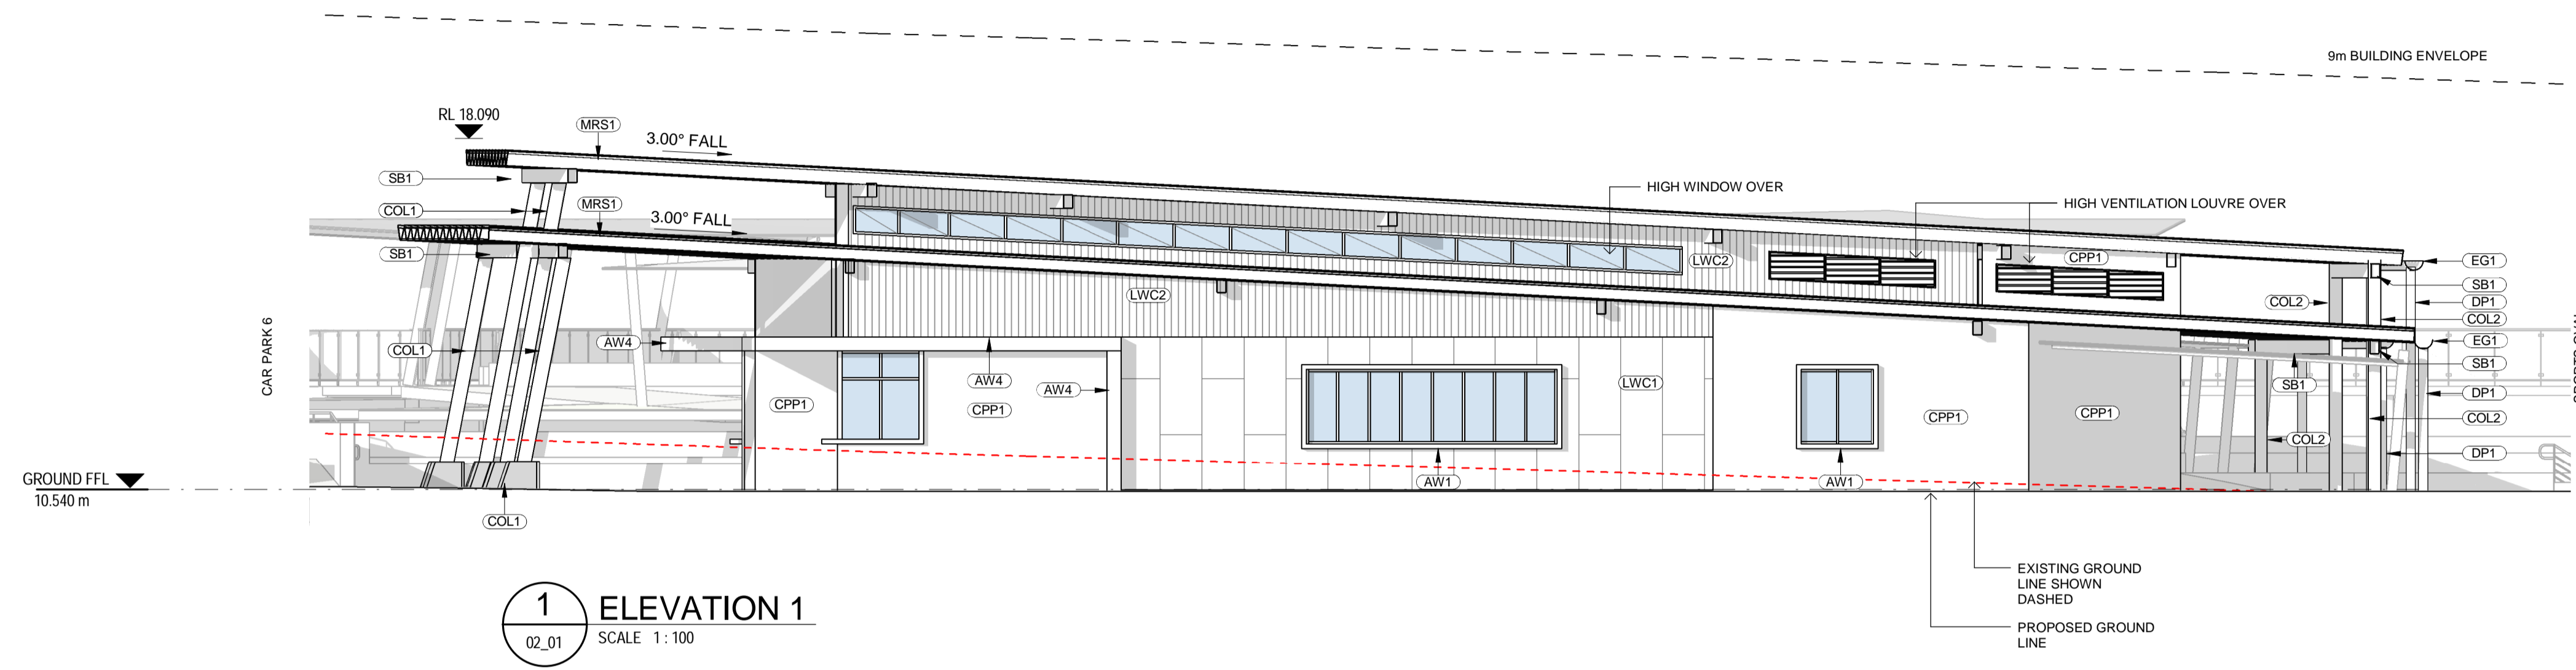 9m BUILDING ENVELOPE
RL 18.090
MRS1
3.00° FALL
SB1
HIGH WINDOW OVER
COL1
MRS1
3.00° FALL
HIGH VENTILATION LOUVRE OVER
SB1
LWC2
CPP1
EG1
SB1
LWC2
COL2
DP1
COL2
CAR PARK 6
COL1
AW4
EG1
SB1
AW4
AW4
LWC1
SB1
DP1
CPP1
CPP1
CPP1
CPP1
COL2
COL2
DP1
AW1
AW1
GROUND FFL
10.540 m
COL1
EXISTING GROUND
LINE SHOWN
DASHED
PROPOSED GROUND
LINE
1
02_01
ELEVATION 1
SCALE 1 : 100